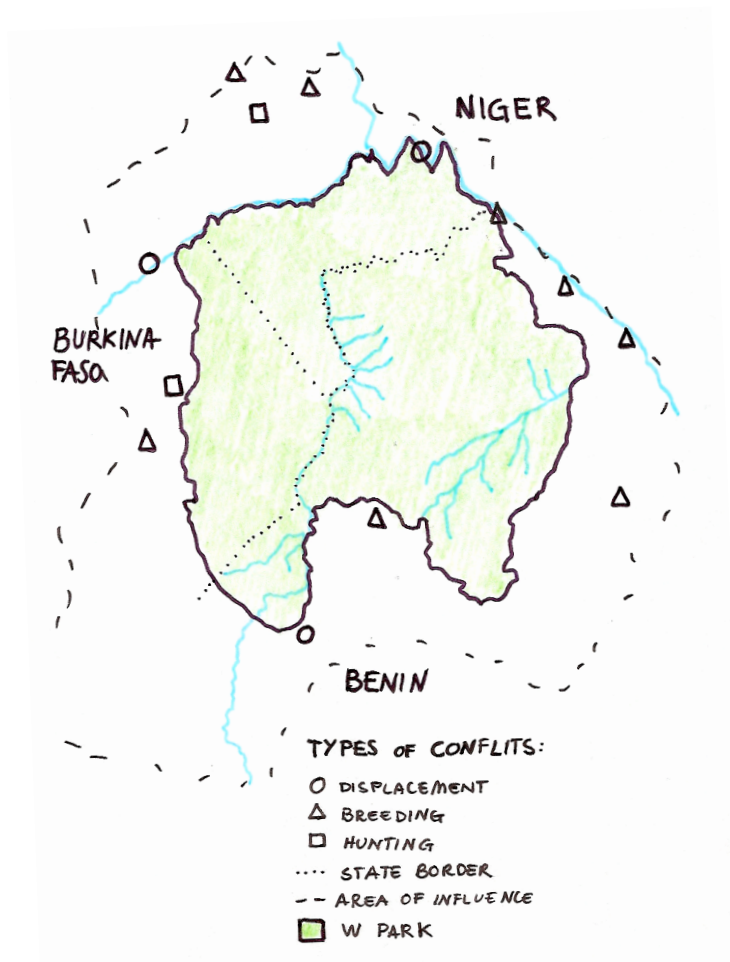 NIGER
BURKINA
FASO
BENIN
TYPES OF CONFLITS:
DISPLACEMENT
BREEDING
HUNTING
STATE BORDER
AREA OF INFLUENCE
W PARK